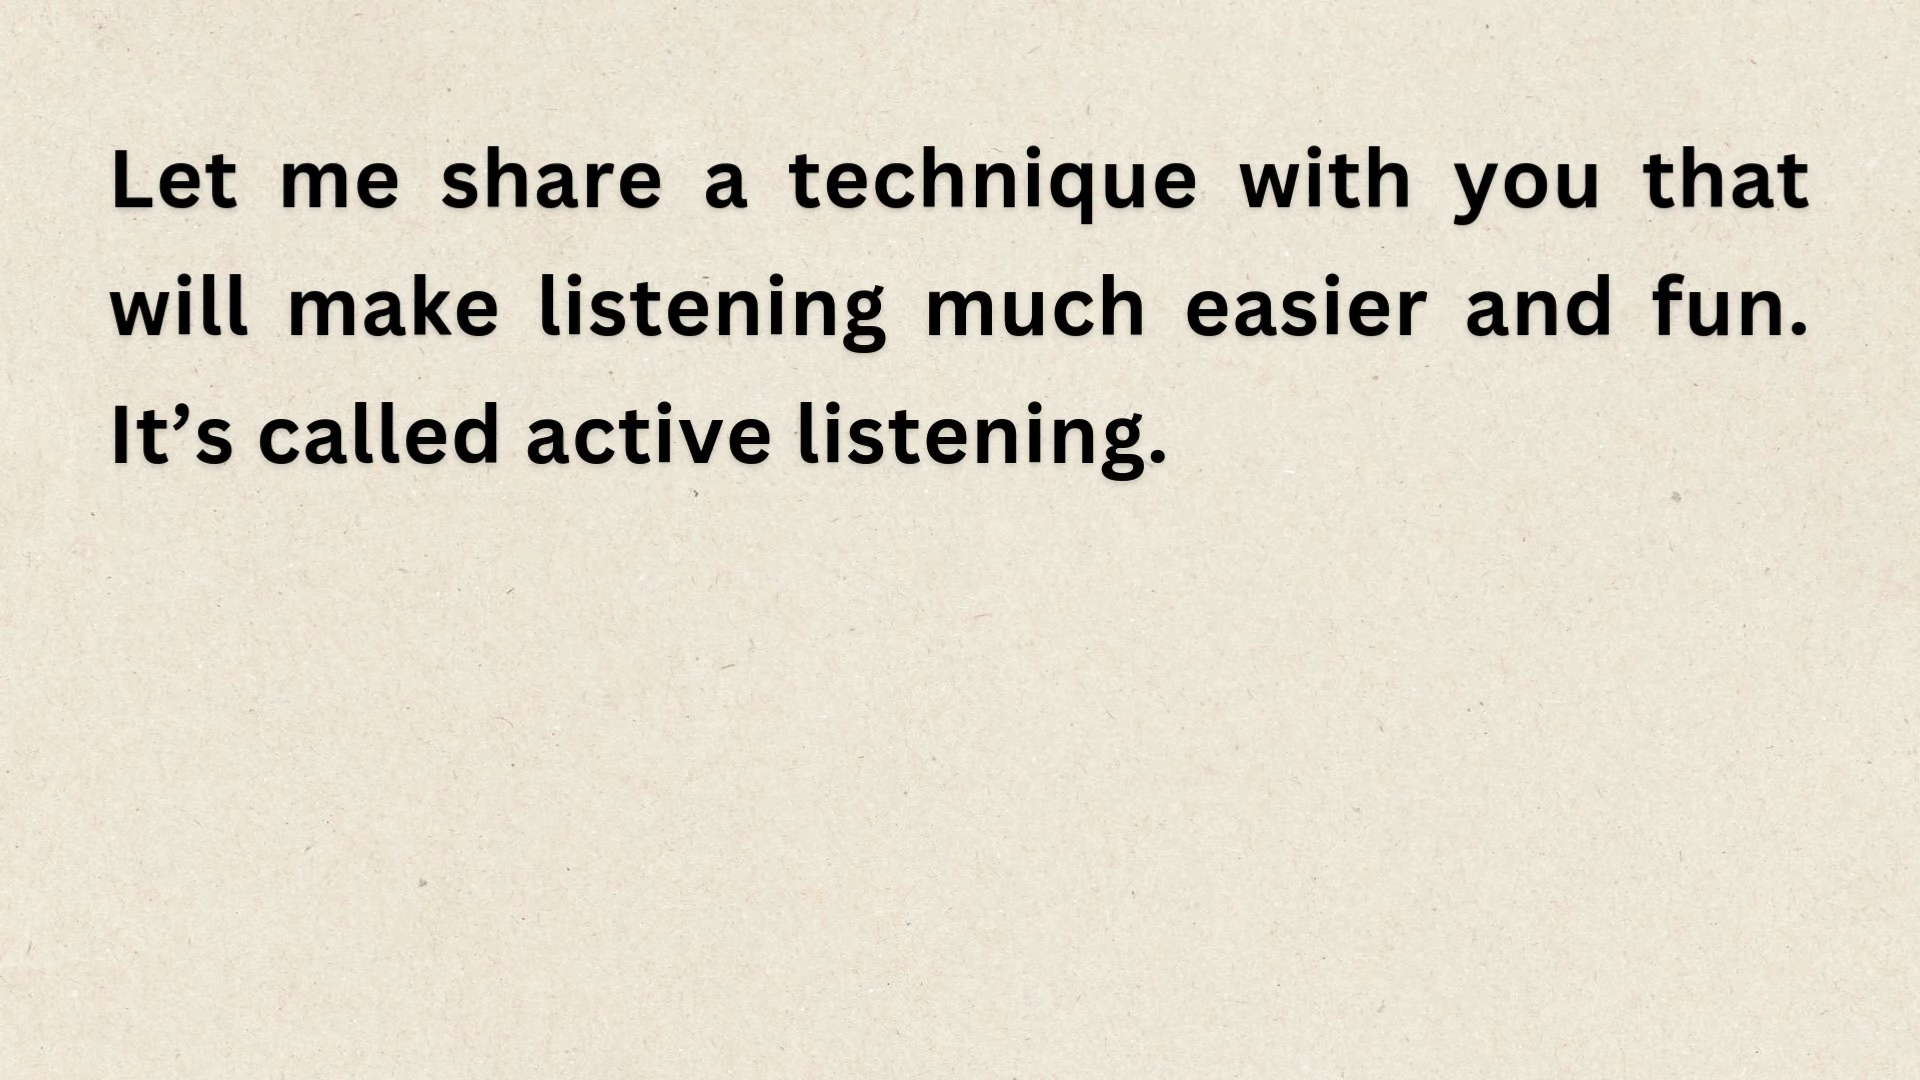 Let me share a technique with you that
will make listening much easier and fun.
It’s called active listening.